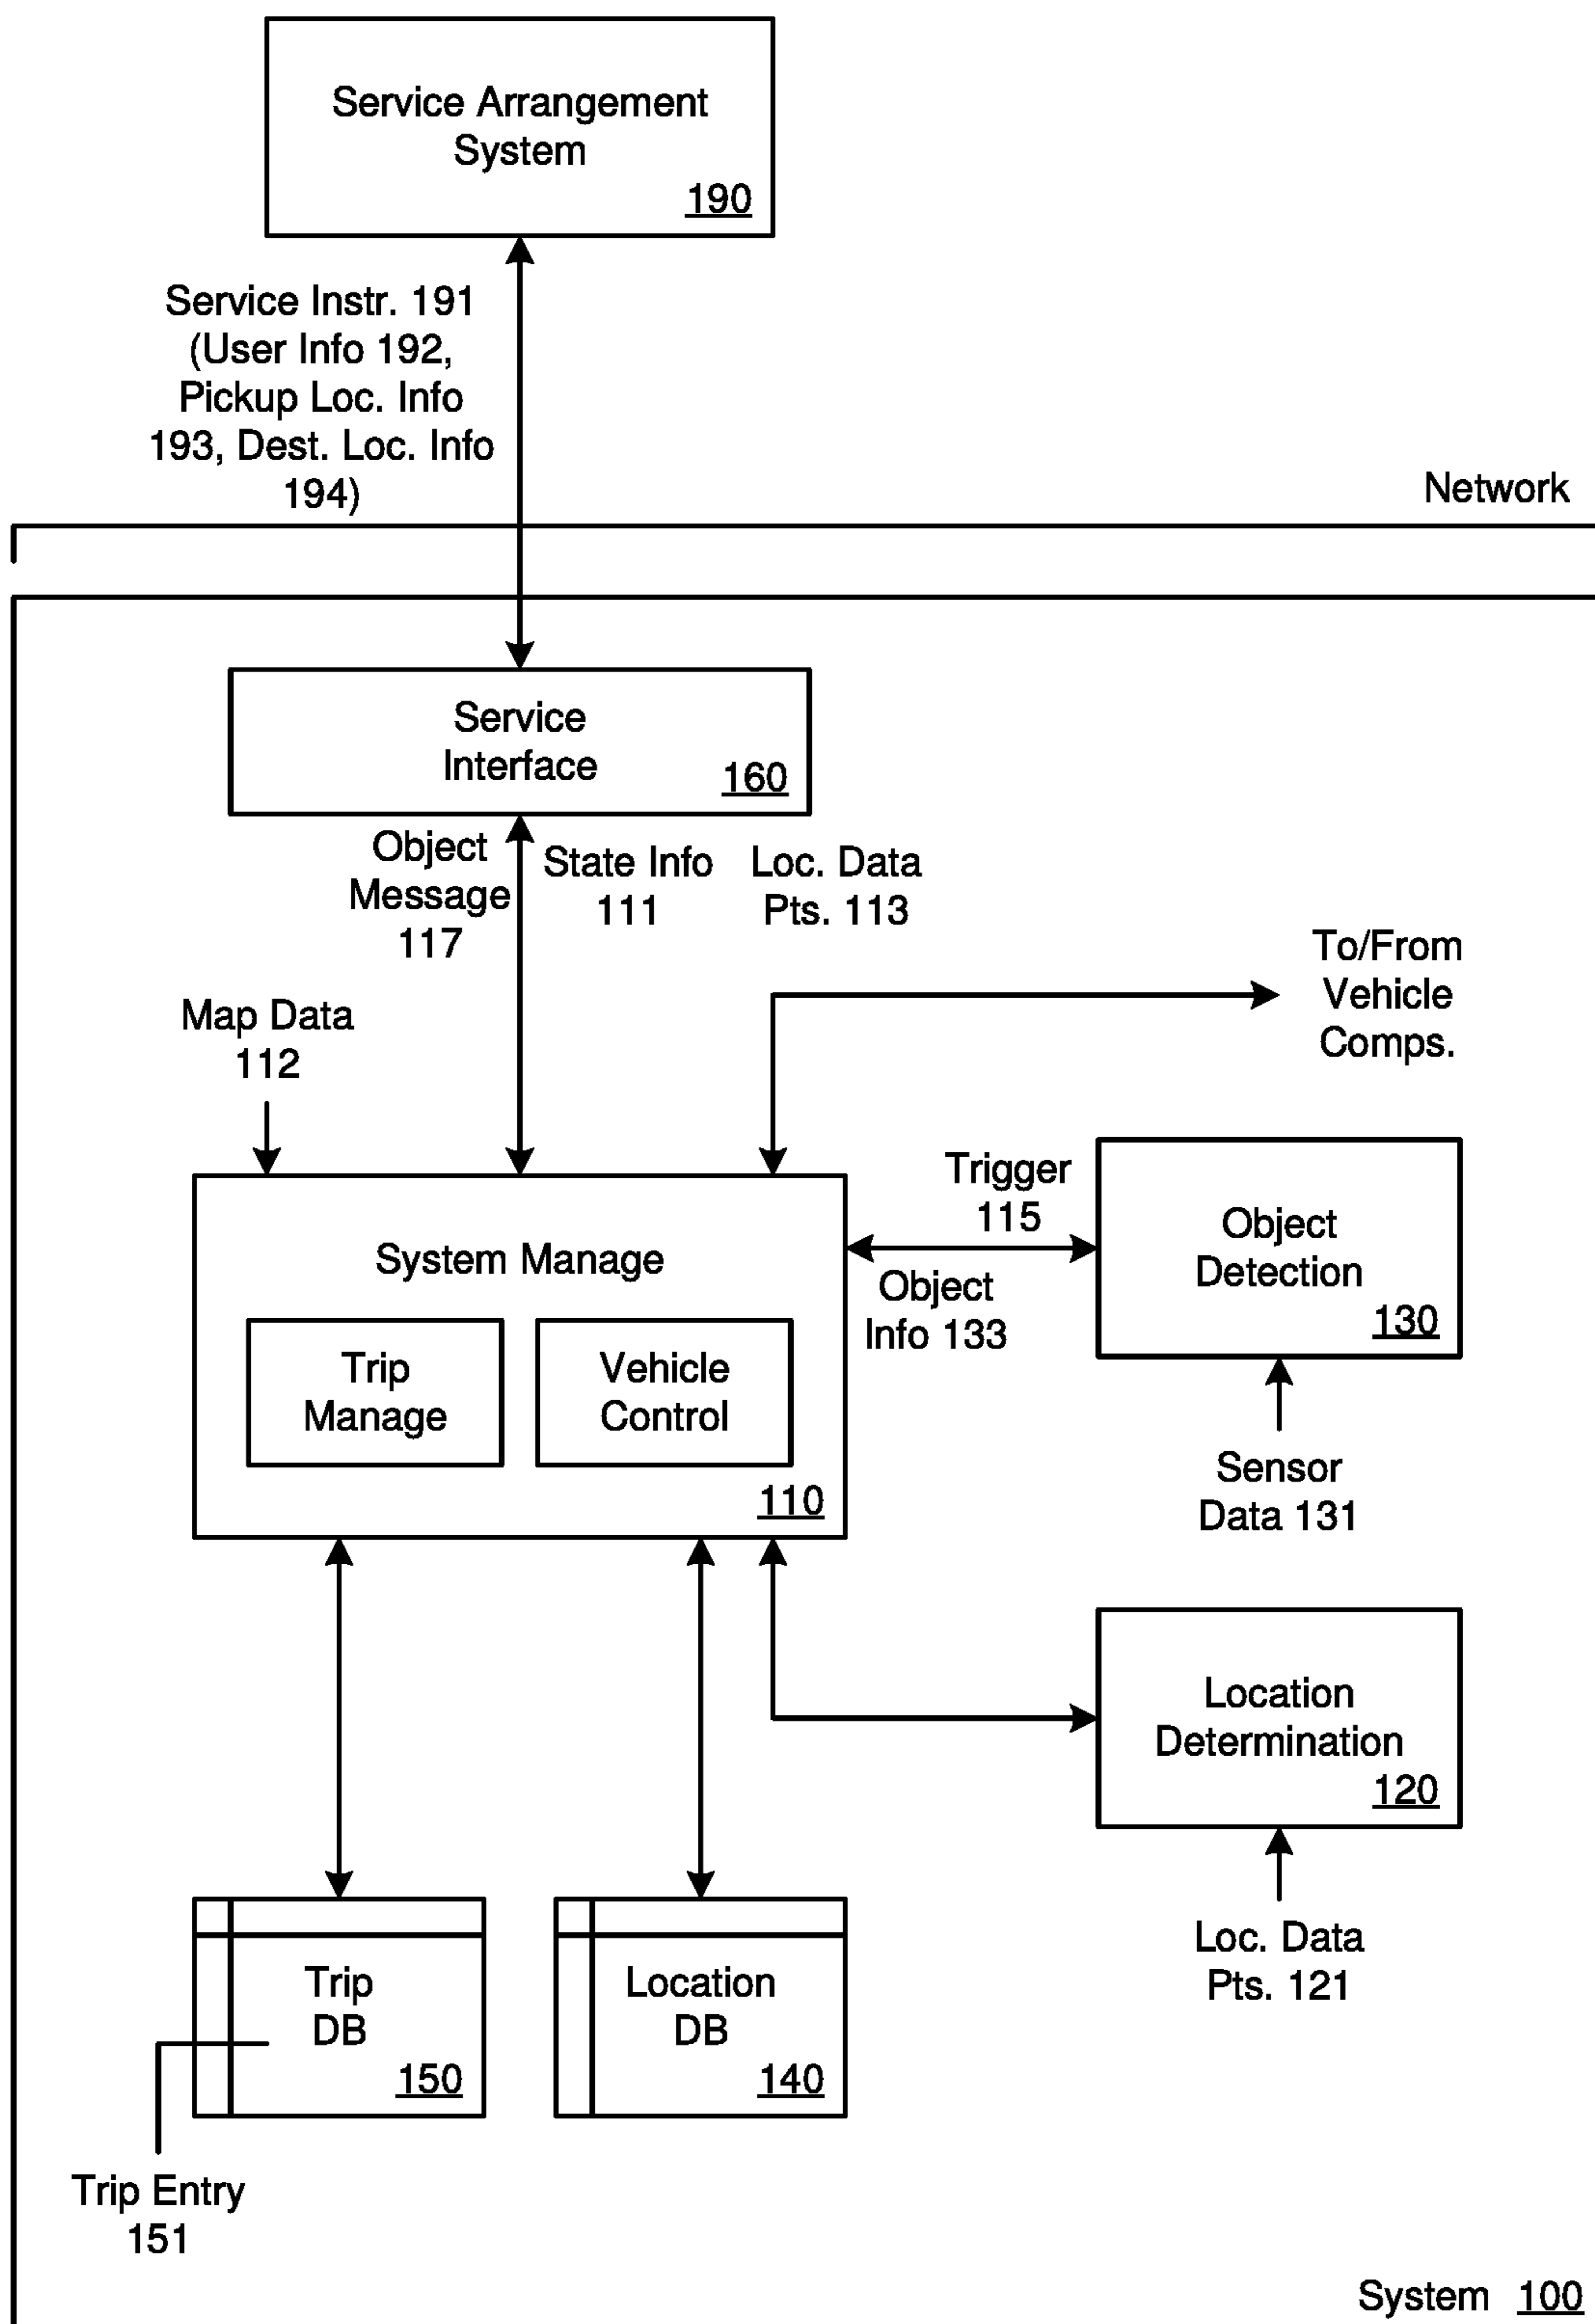 Service Arrangement
System
190
Service Instr. 191
(User Info 192,
Pickup Loc. Info
193, Dest. Loc. Info
194)
Network
Service
Interface
160
Object
Message
117
State Info
111
Loc. Data
Pts. 113
To/From
Vehicle
Comps.
Map Data
112
System Manage
Trip
Manage
Vehicle
Control
110
Trigger
115
Object
Info 133
Object
Detection
130
Sensor
Data 131
Location
Determination
120
Loc. Data
Pts. 121
Trip
DB
150
Location
DB
140
Trip Entry
151
System 100